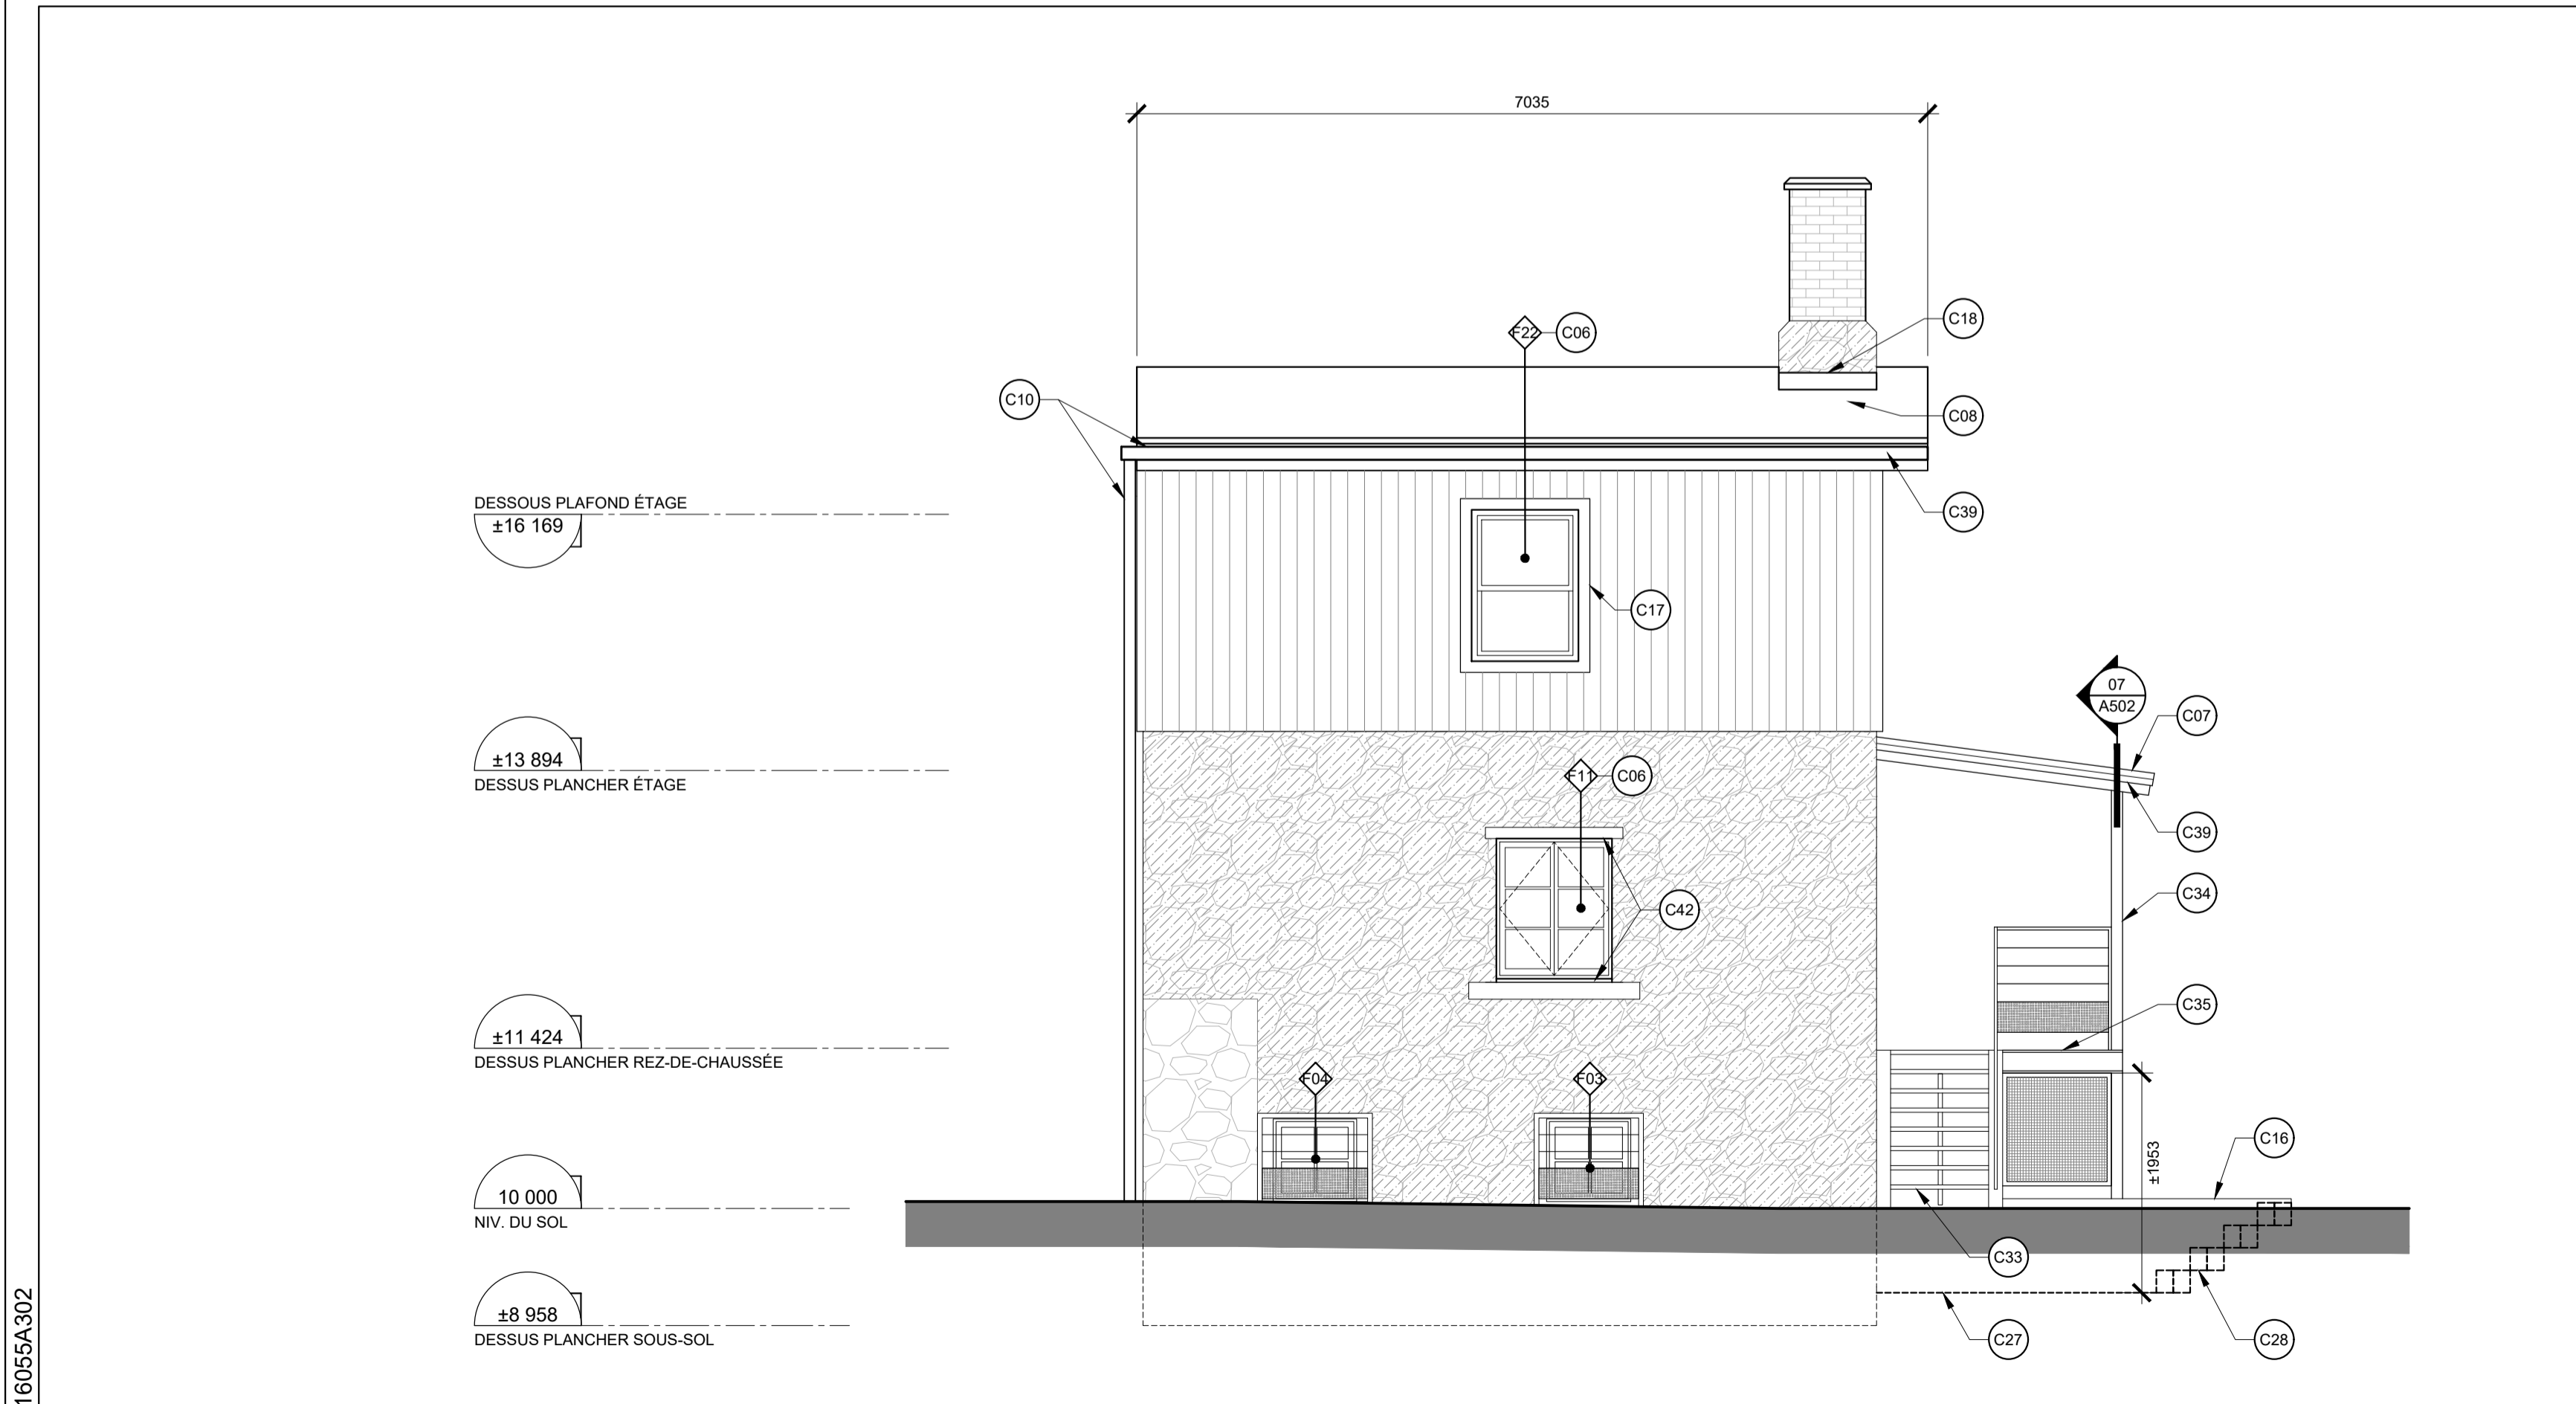 7035
C18
F22
C06
C10
C08
C39
DESSOUS PLAFOND ÉTAGE
±16 169
C17
07
A502
C07
±13 894
DESSUS PLANCHER ÉTAGE
F11
C06
C39
C34
C42
C35
±11 424
DESSUS PLANCHER REZ-DE-CHAUSSÉE
F04
F03
C16
±1953
10 000
NIV. DU SOL
C33
±8 958
DESSUS PLANCHER SOUS-SOL
C27
C28
16055A302